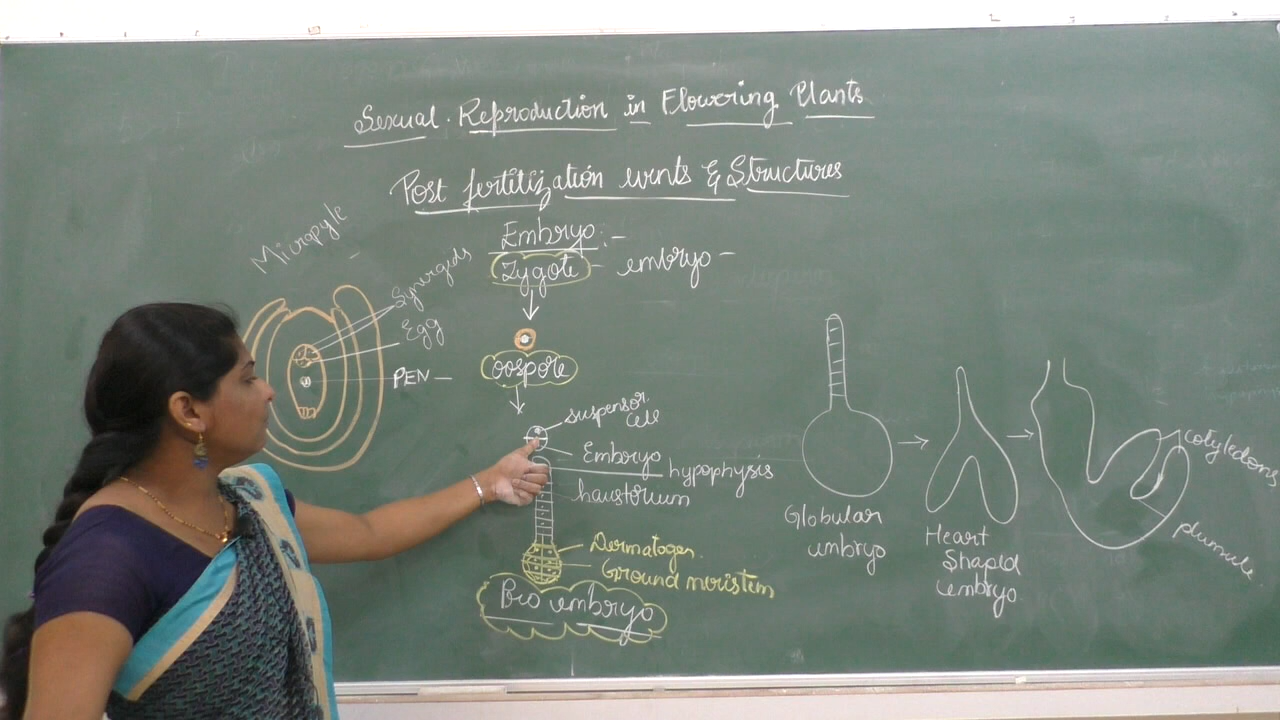 Sexual. Reproduction in Flowering Plants
Post fertilization evnts & Structures
Micropyle
Synergids
Egg
PEN —
Embryo :-
Zygote - embryo -
oospore
suspensor
cell
Embryo
hypophysis
haustorium
Dermatogen
Ground meristem
Pro embryo
Globular
embryo
Heart
Shaped
embryo
cotyledons
plumule